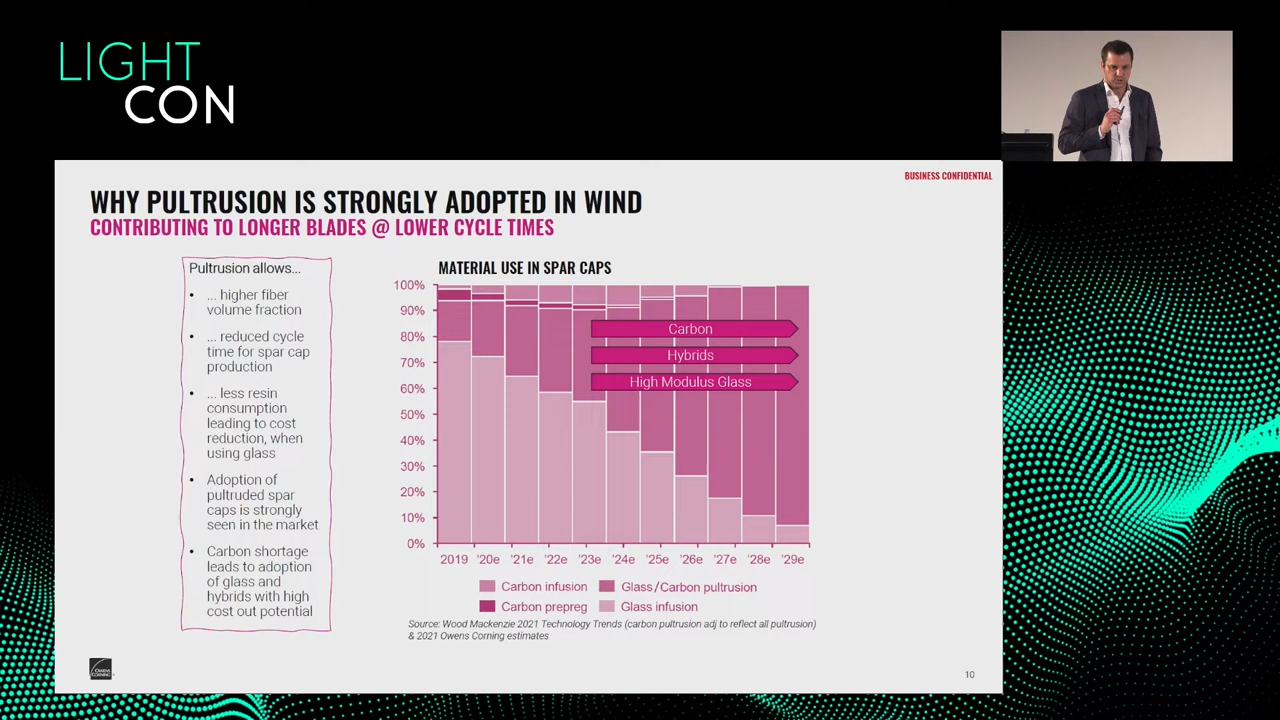 LIGHT
CON
BUSINESS CONFIDENTIAL
WHY PULTRUSION IS STRONGLY ADOPTED IN WIND
CONTRIBUTING TO LONGER BLADES @ LOWER CYCLE TIMES
Pultrusion allows...
• ... higher fiber
volume fraction
• ... reduced cycle
time for spar cap
production
• ... less resin
consumption
leading to cost
reduction, when
using glass
• Adoption of
pultruded spar
caps is strongly
seen in the market
• Carbon shortage
leads to adoption
of glass and
hybrids with high
cost out potential
MATERIAL USE IN SPAR CAPS
100%
90%
80%
70%
60%
50%
40%
30%
20%
10%
0%
Carbon
Hybrids
High Modulus Glass
2019 '20e '21e '22e '23e '24e '25e '26e '27e '28e '29e
Carbon infusion Glass/Carbon pultrusion
Carbon prepreg Glass infusion
Source: Wood Mackenzie 2021 Technology Trends (carbon pultrusion adj to reflect all pultrusion)
& 2021 Owens Corning estimates
OWENS
CORNING
10